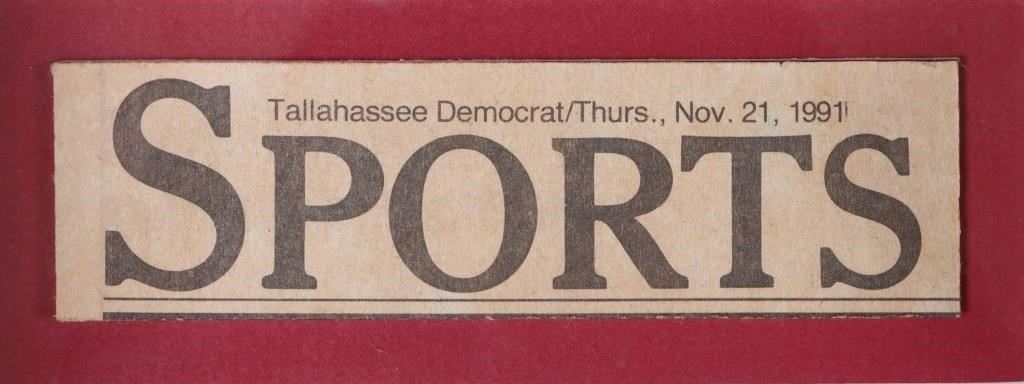 Tallahassee Democrat/Thurs., Nov. 21, 1991
SPORTS